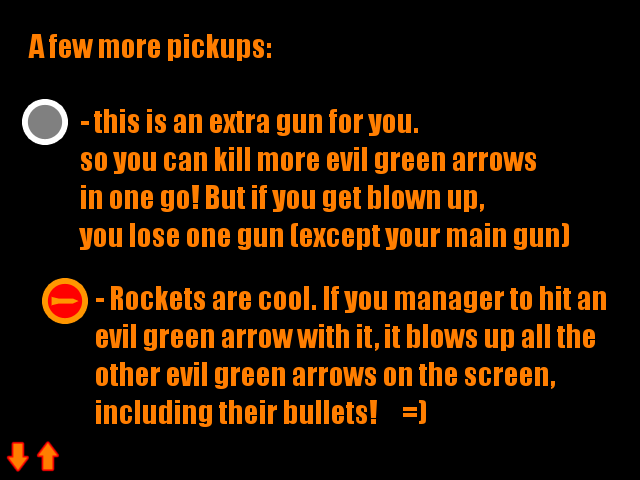 A few more pickups:
- this is an extra gun for you.
so you can kill more evil green arrows
in one go! But if you get blown up,
you lose one gun (except your main gun)
- Rockets are cool. If you manager to hit an
evil green arrow with it, it blows up all the
other evil green arrows on the screen,
including their bullets! =)